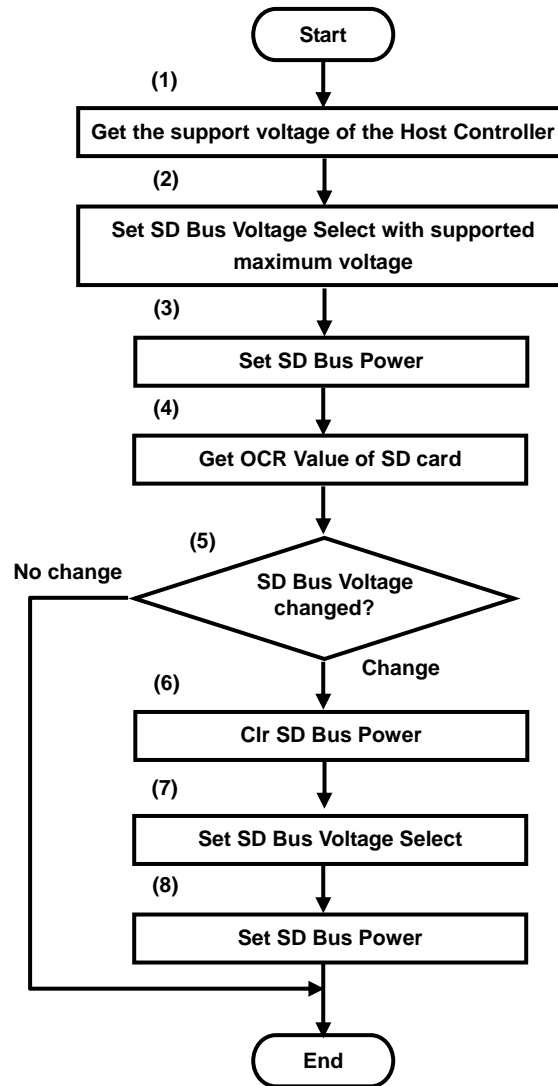 Start
(1)
Get the support voltage of the Host Controller
(2)
Set SD Bus Voltage Select with supported
maximum voltage
(3)
Set SD Bus Power
(4)
Get OCR Value of SD card
(5)
No change
SD Bus Voltage
changed?
Change
(6)
Clr SD Bus Power
(7)
Set SD Bus Voltage Select
(8)
Set SD Bus Power
End